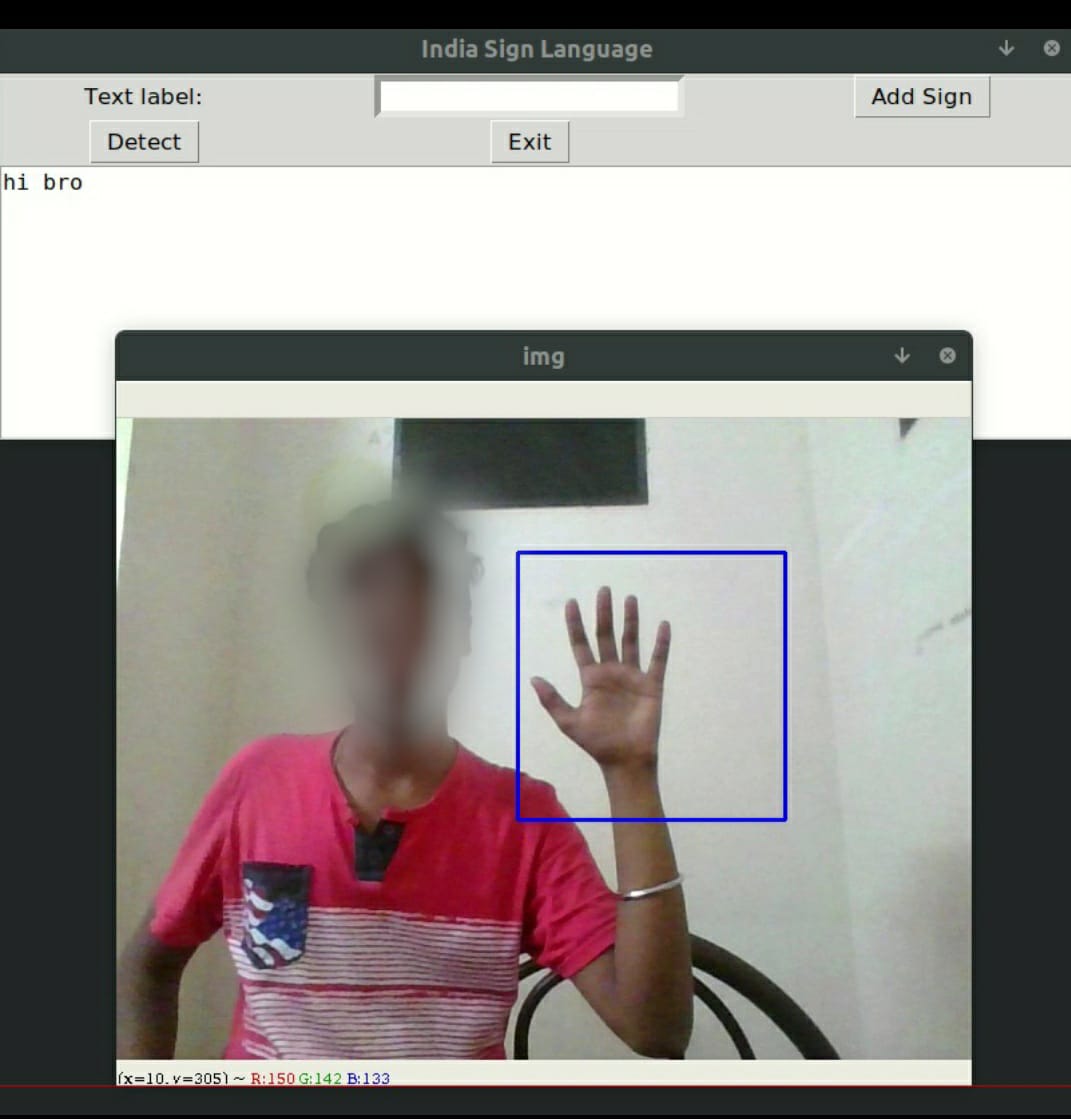 India Sign Language
Text label:
Add Sign
Detect
Exit
hi bro
img
(x=10, y=305) ~ R:150 G:142 B:133